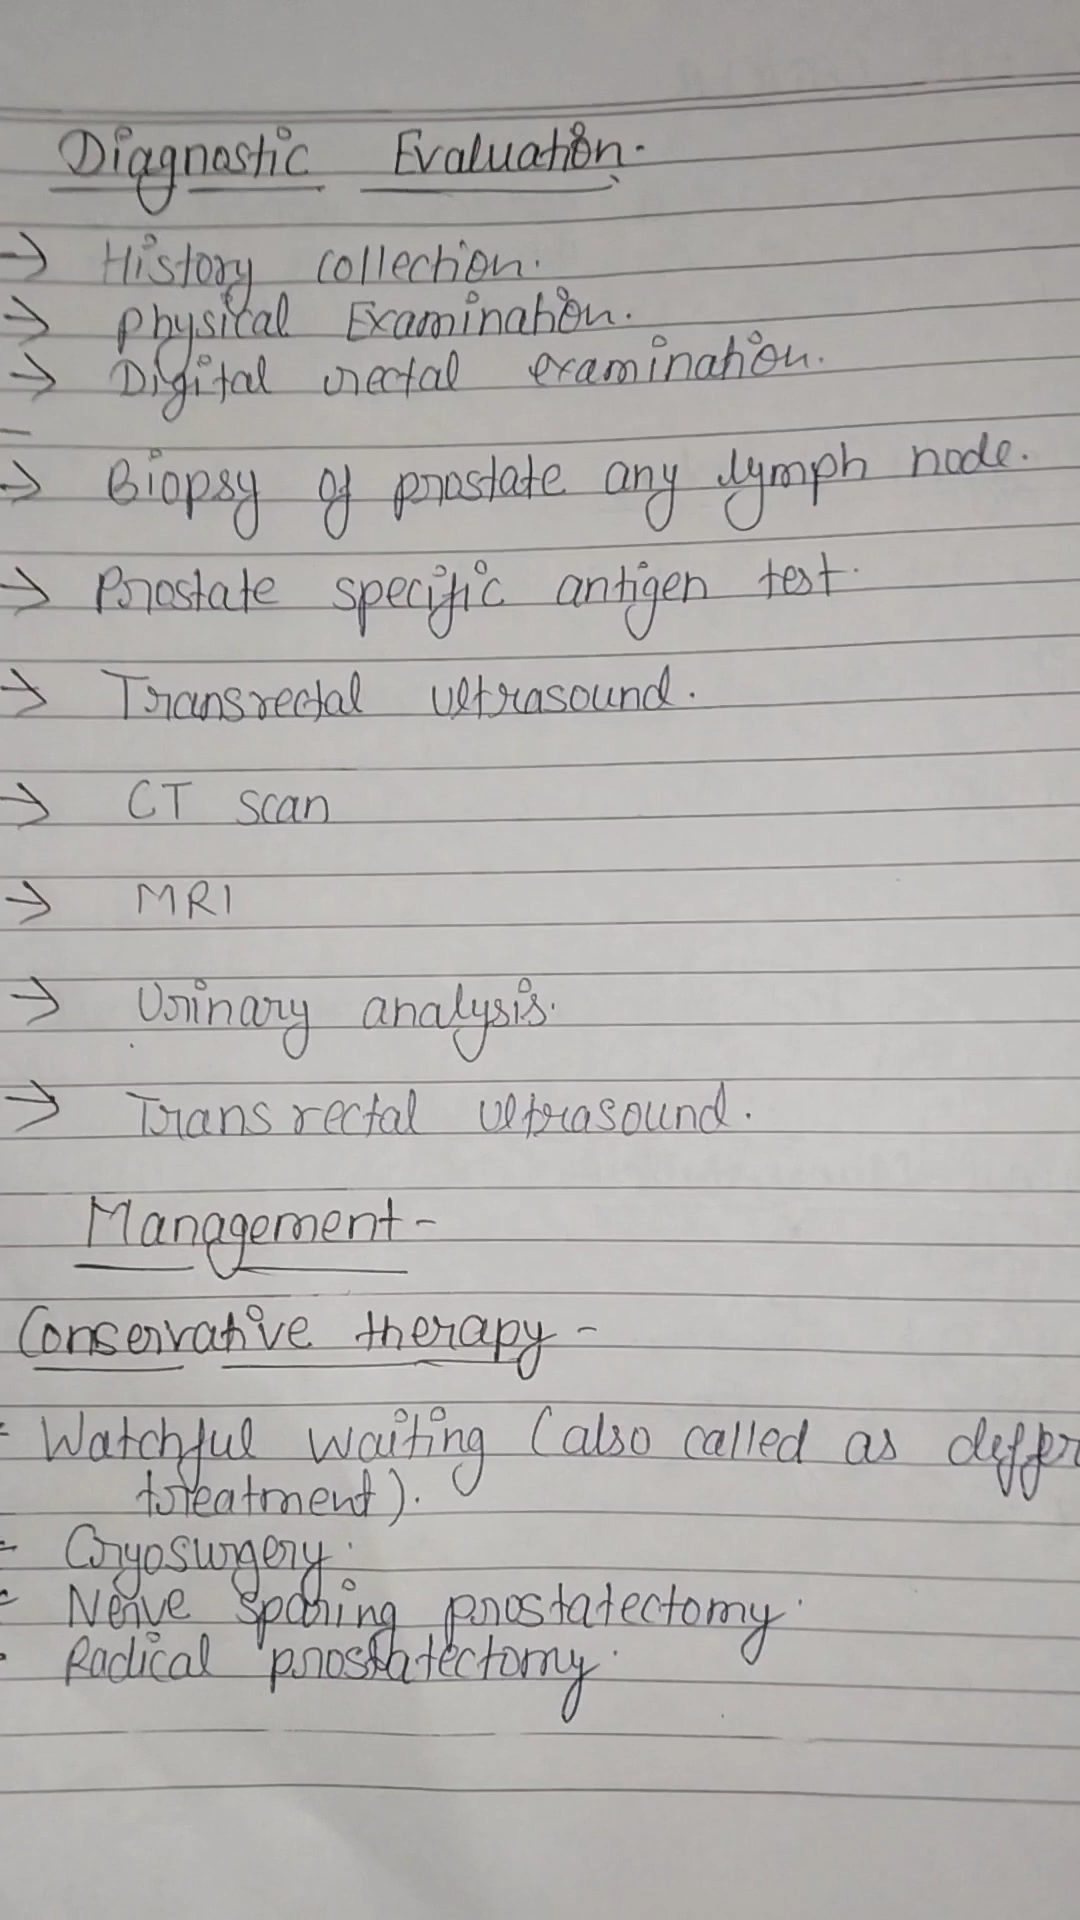 Diagnostic Evaluation.
→ History collection.
→ Physical Examination.
→ Digital rectal examination.
→ Biopsy of prostate any lymph node.
→ Prostate specific antigen test.
→ Transrectal ultrasound.
→ CT scan
→ MRI
→ Urinary analysis.
→ Trans rectal ultrasound.
Management -
Conservative therapy -
Watchful waiting (also called as
treatment).
Cryosurgery.
Nerve sparing prostatectomy.
Radical prostatectomy.